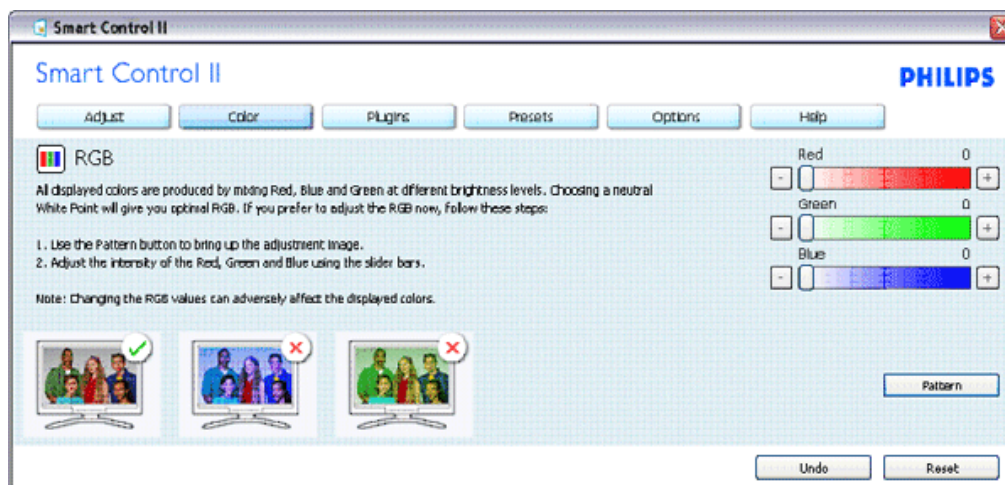 Smart Control II
Smart Control II
PHILIPS
Adjust
Color
Plugins
Presets
Options
Help
RGB
All displayed colors are produced by mixing Red, Blue and Green at different brightness levels. Choosing a neutral
White Point will give you optimal RGB. If you prefer to adjust the RGB now, follow these steps:
1. Use the Pattern button to bring up the adjustment image.
2. Adjust the intensity of the Red, Green and Blue using the slider bars.
Note: Changing the RGB values can adversely affect the displayed colors.
Red 0
- +
Green 0
- +
Blue 0
- +
Pattern
Undo
Reset